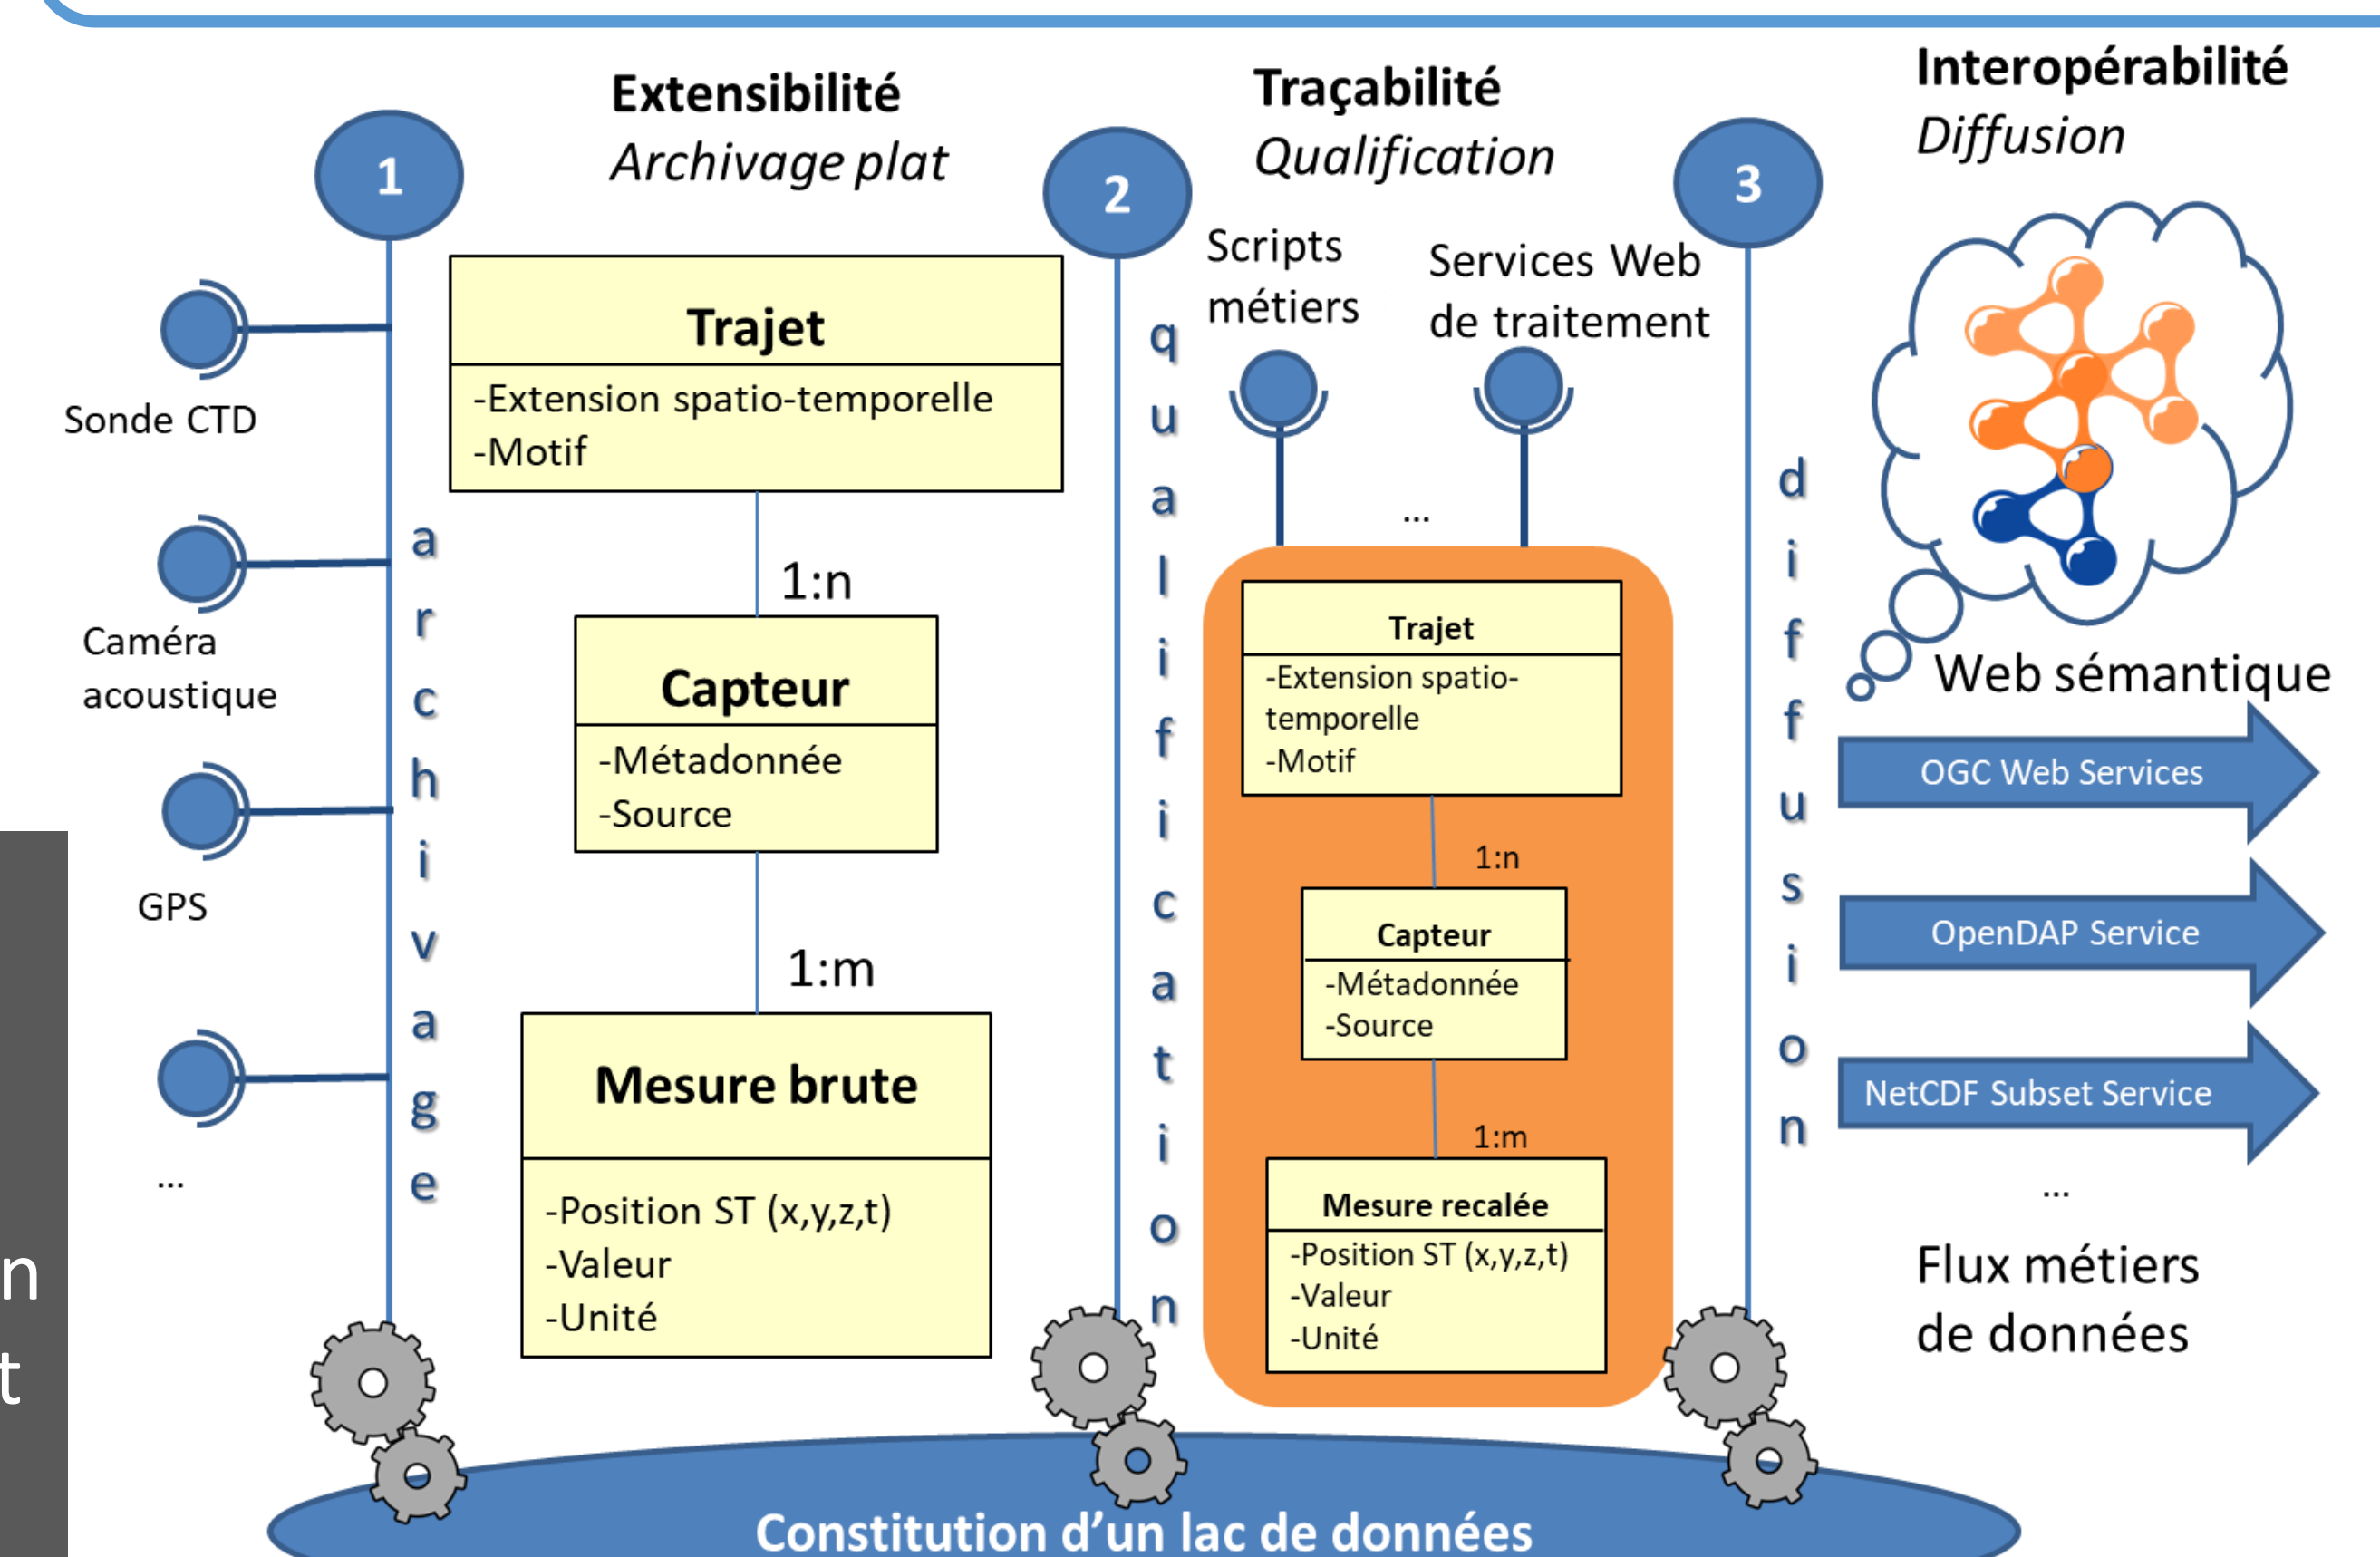 Extensibilité
Archivage plat
Traçabilité
Qualification
Interopérabilité
Diffusion
1
2
3
Sonde CTD
Caméra
acoustique
GPS
...
archivage
Trajet
-Extension spatio-temporelle
-Motif
1:n
Capteur
-Métadonnée
-Source
1:m
Mesure brute
-Position ST (x,y,z,t)
-Valeur
-Unité
qualification
Scripts
métiers
Services Web
de traitement
...
Trajet
-Extension spatio-
temporelle
-Motif
1:n
Capteur
-Métadonnée
-Source
1:m
Mesure recalée
-Position ST (x,y,z,t)
-Valeur
-Unité
diffusion
Web sémantique
OGC Web Services
OpenDAP Service
NetCDF Subset Service
...
Flux métiers
de données
n
t
Constitution d’un lac de données